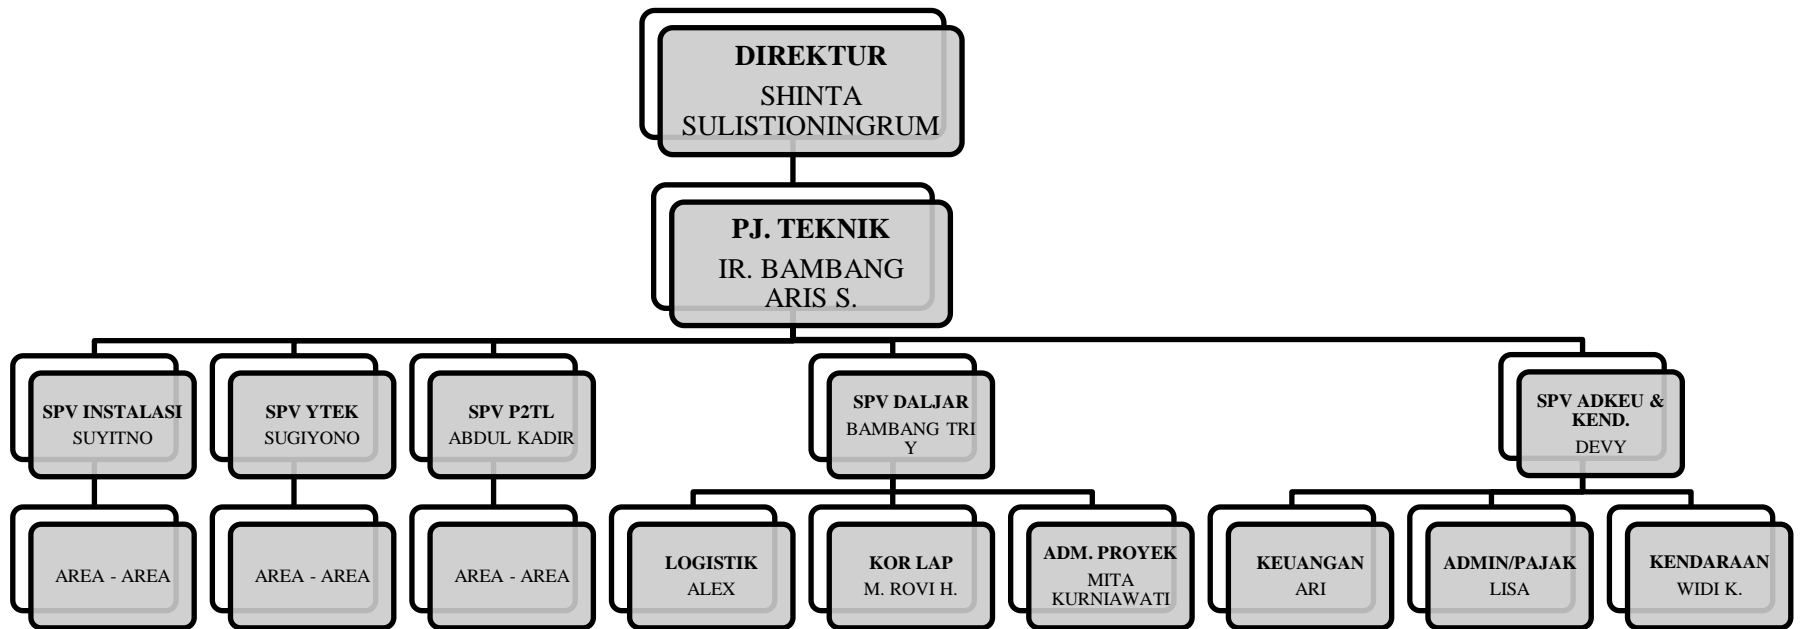 DIREKTUR
SHINTA
SULISTIONINGRUM
PJ. TEKNIK
IR. BAMBANG
ARIS S.
SPV INSTALASI
SUYITNO
SPV YTEK
SUGIYONO
SPV P2TL
ABDUL KADIR
SPV DALJAR
BAMBANG TRI
Y
SPV ADKEU &
KEND.
DEVY
AREA - AREA
AREA - AREA
AREA - AREA
LOGISTIK
ALEX
KOR LAP
M. ROVI H.
ADM. PROYEK
MITA
KURNIAWATI
KEUANGAN
ARI
ADMIN/PAJAK
LISA
KENDARAAN
WIDI K.